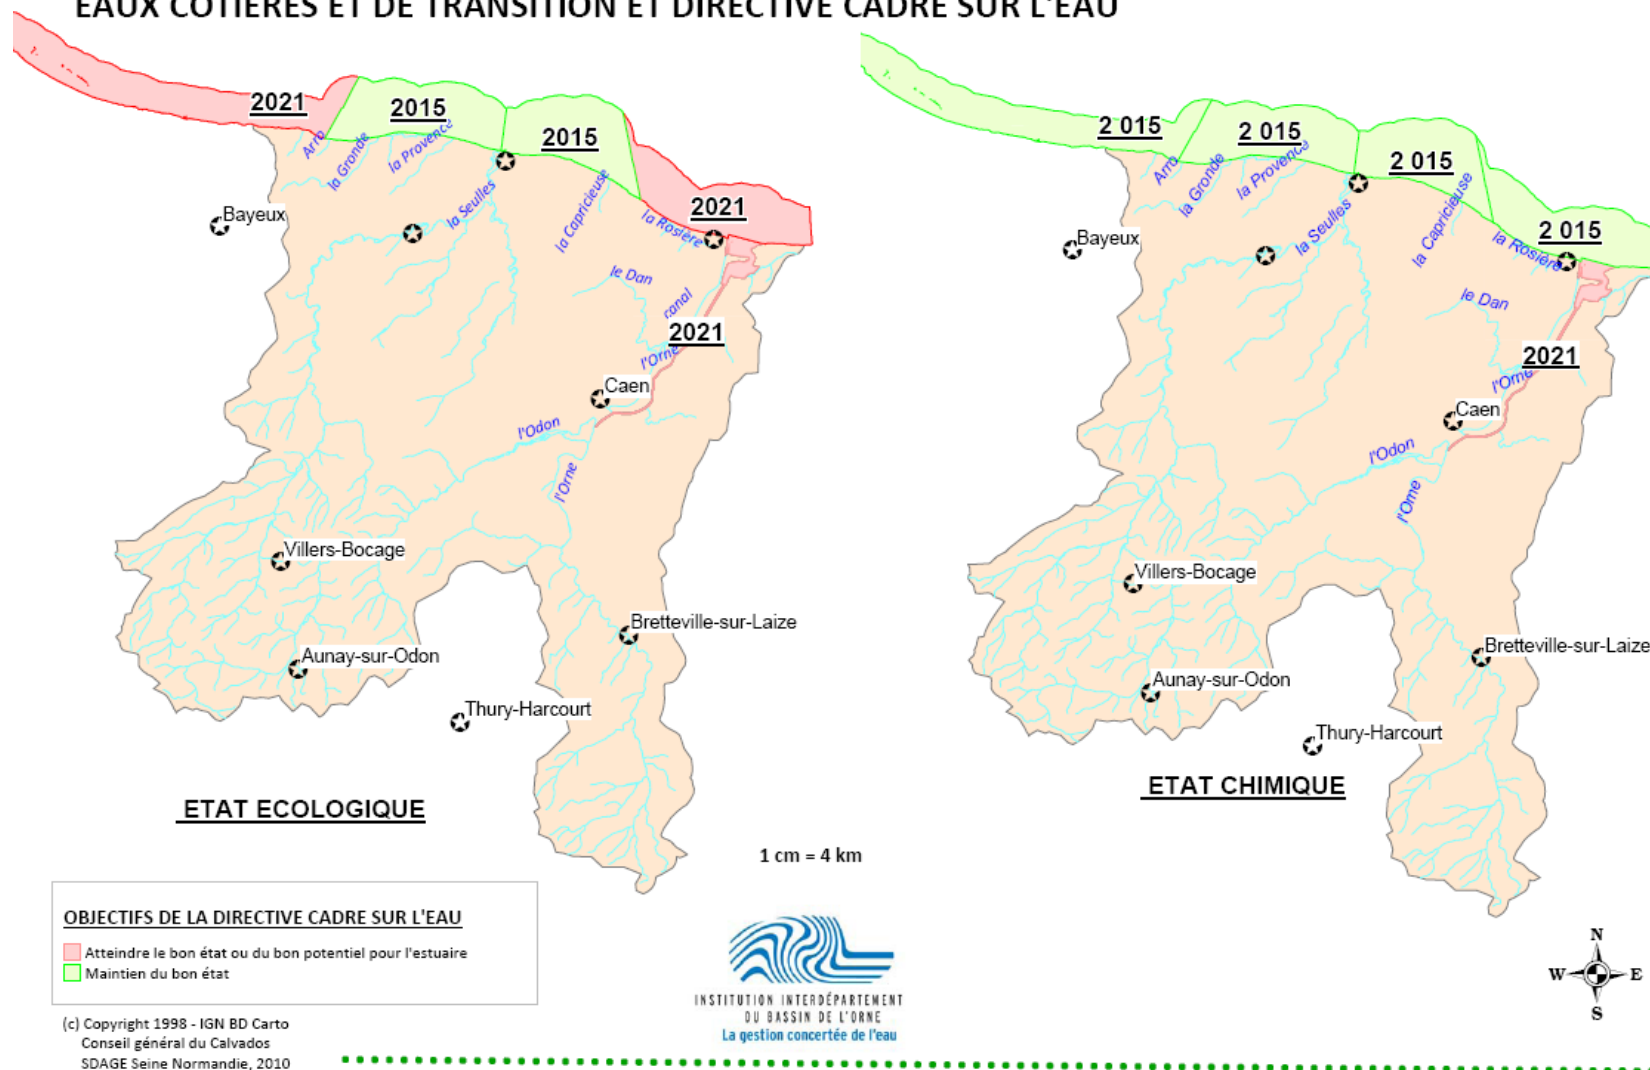 EAUX COTIERES ET DE TRANSITION ET DIRECTIVE CADRE SUR L'EAU
2021
2015
2015
2021
2021
Arro
la Gronde
la Provence
la Seulles
la Capricieuse
la Rosière
le Dan
canal
l'Orne
l'Odon
l'Orne
Bayeux
Caen
Villers-Bocage
Aunay-sur-Odon
Bretteville-sur-Laize
Thury-Harcourt
ETAT ECOLOGIQUE
2 015
2 015
2 015
2 015
2021
Arro
la Gronde
la Provence
la Seulles
la Capricieuse
la Rosière
le Dan
l'Orne
l'Odon
l'Orne
Bayeux
Caen
Villers-Bocage
Aunay-sur-Odon
Bretteville-sur-Laize
Thury-Harcourt
ETAT CHIMIQUE
1 cm = 4 km
OBJECTIFS DE LA DIRECTIVE CADRE SUR L'EAU
Atteindre le bon état ou du bon potentiel pour l'estuaire
Maintien du bon état
(c) Copyright 1998 - IGN BD Carto
Conseil général du Calvados
SDAGE Seine Normandie, 2010
INSTITUTION INTERDÉPARTEMENT
DU BASSIN DE L'ORNE
La gestion concertée de l'eau
N
W
E
S